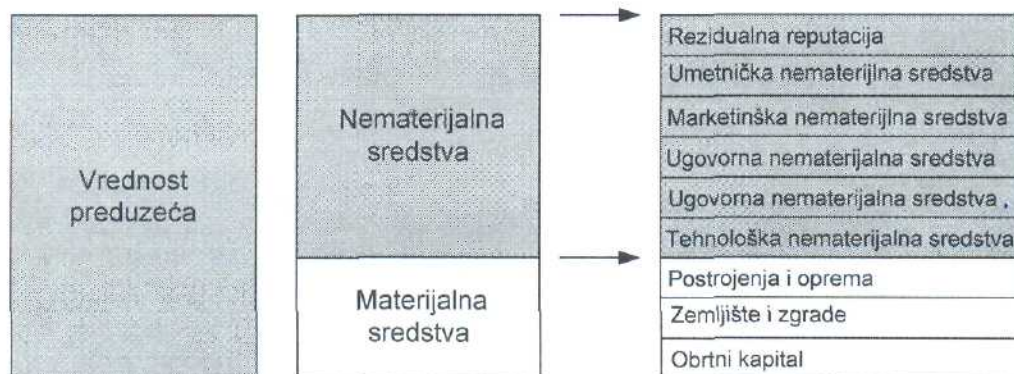 Vrednost
preduzeća
Nematerijalna
sredstva
Materijalna
sredstva
Rezidualna reputacija
Umetnička nematerijlna sredstva
Marketinška nematerijlna sredstva
Ugovorna nematerijalna sredstva
Ugovorna nematerijalna sredstva
Tehnološka nematerijalna sredstva
Postrojenja i oprema
Zemljište i zgrade
Obrtni kapital